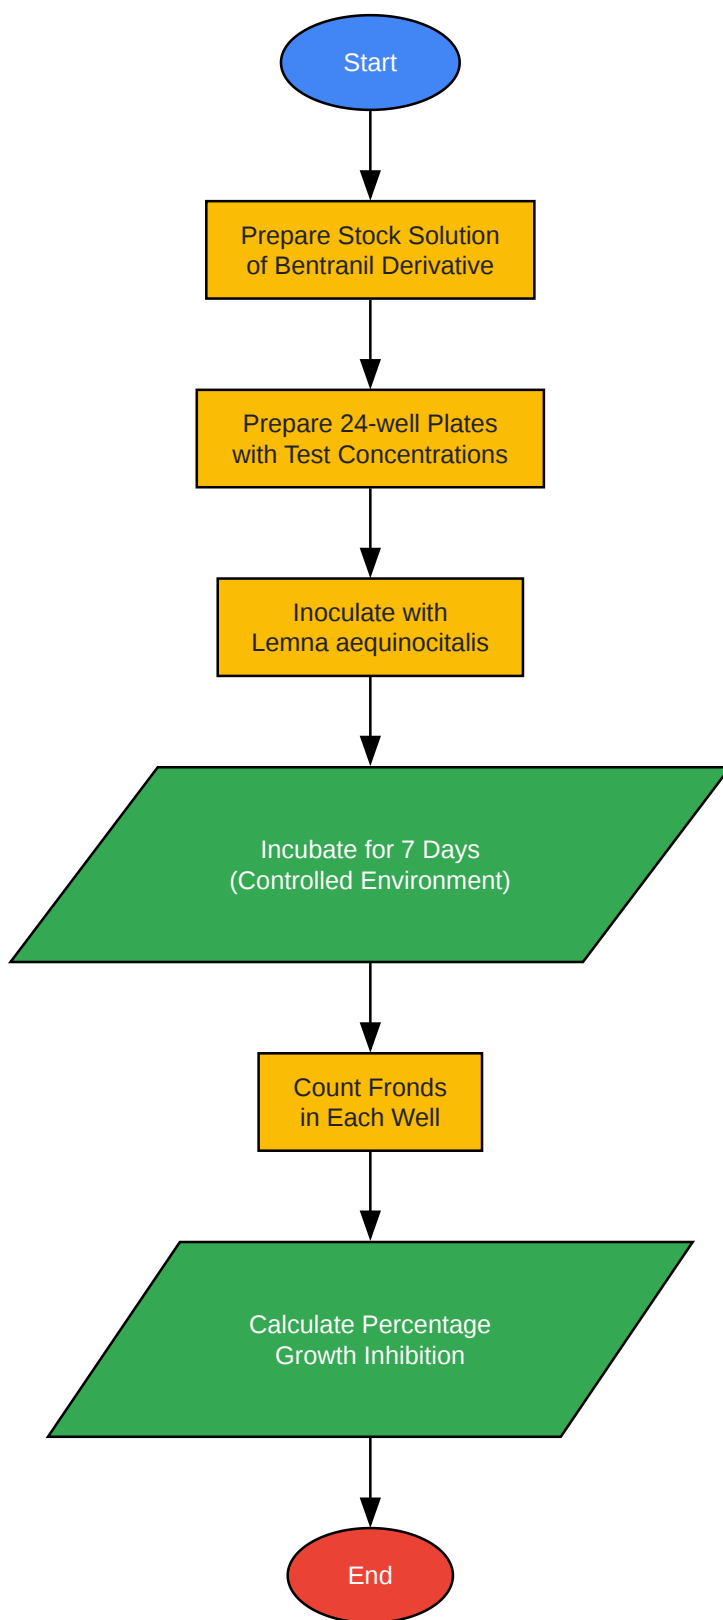 Start
Prepare Stock Solution
of Bentranil Derivative
Prepare 24-well Plates
with Test Concentrations
Inoculate with
Lemna aequinocitalis
Incubate for 7 Days
(Controlled Environment)
Count Fronds
in Each Well
Calculate Percentage
Growth Inhibition
End